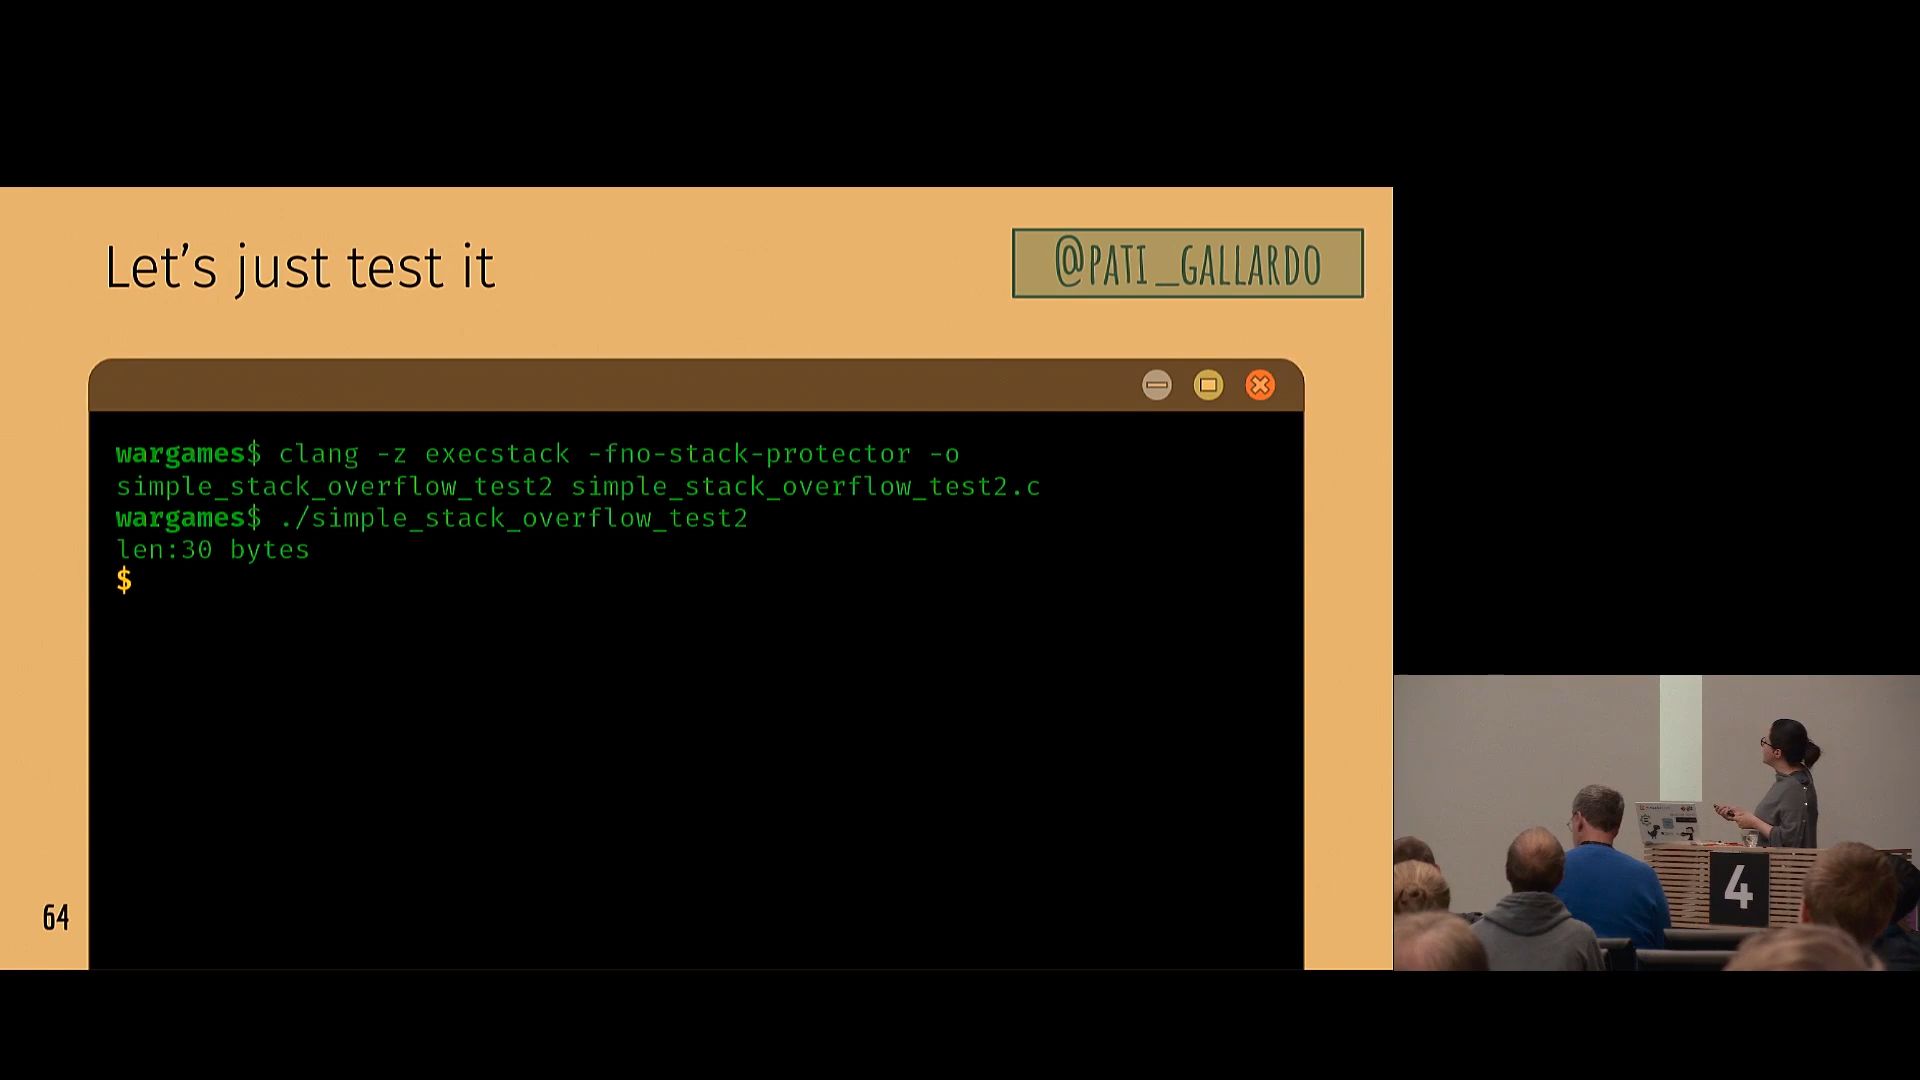 Let’s just test it
@PATI_GALLARDO
wargames$ clang -z execstack -fno-stack-protector -o
simple_stack_overflow_test2 simple_stack_overflow_test2.c
wargames$ ./simple_stack_overflow_test2
len:30 bytes
$
64
4